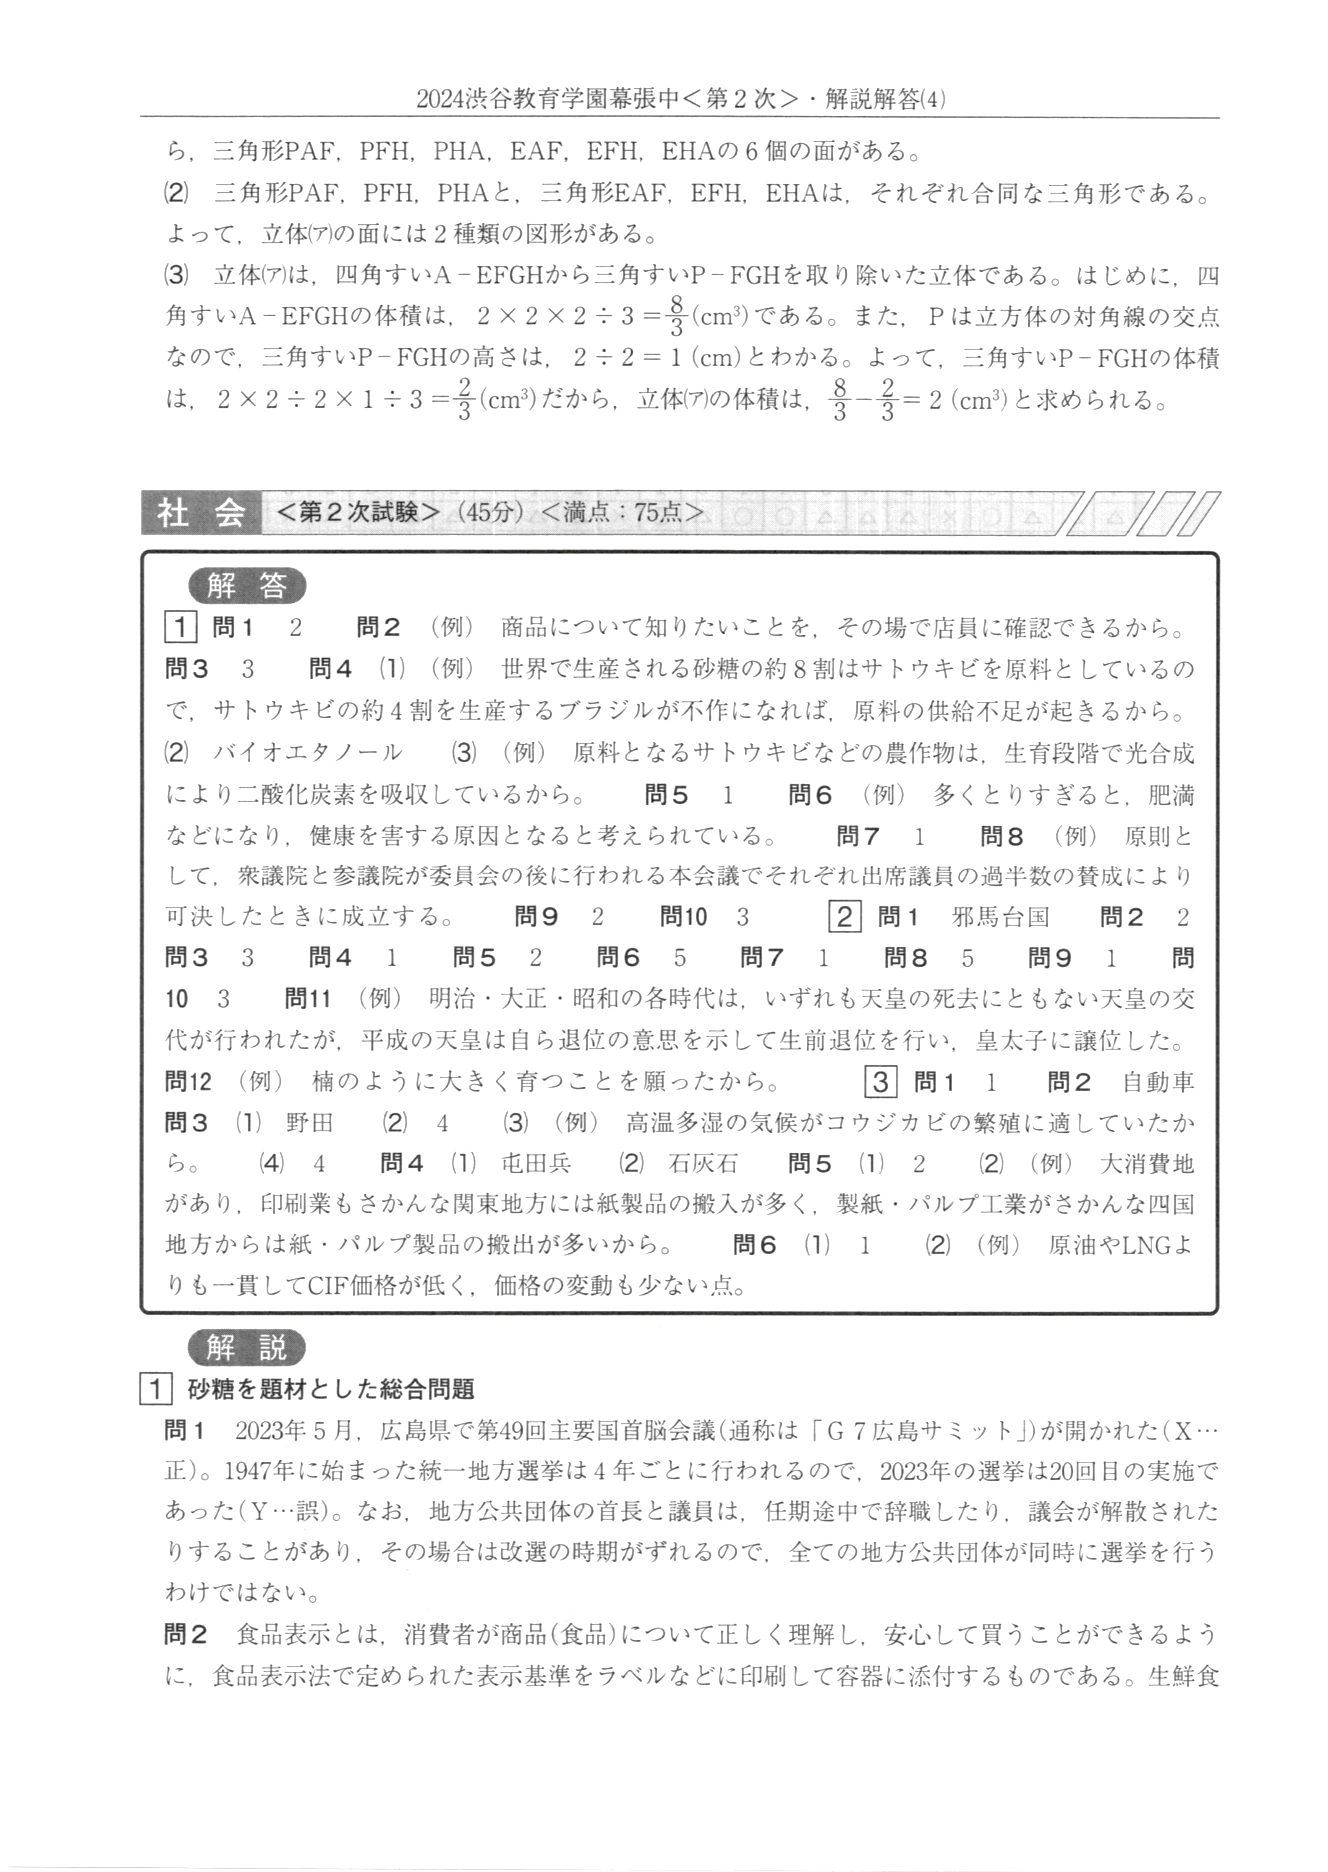 2024渋谷教育学園幕張中＜第２次＞・解説解答(4)
ら，三角形PAF，PFH，PHA，EAF，EFH，EHAの６個の面がある。
(2)　三角形PAF，PFH，PHAと，三角形EAF，EFH，EHAは，それぞれ合同な三角形である。
よって，立体(ア)の面には２種類の図形がある。
(3)　立体(ア)は，四角すいA－EFGHから三角すいP－FGHを取り除いた立体である。はじめに，四
角すいA－EFGHの体積は，２×２×２÷３＝8/3(cm³)である。また，Ｐは立方体の対角線の交点
なので，三角すいP－FGHの高さは，２÷２＝１(cm)とわかる。よって，三角すいP－FGHの体積
は，２×２÷２×１÷３＝2/3(cm³)だから，立体(ア)の体積は，8/3－2/3＝２(cm³)と求められる。
社　会　＜第２次試験＞（45分）＜満点：75点＞
解　答
1　問１　2　問２　（例）　商品について知りたいことを，その場で店員に確認できるから。
問３　3　問４　(1)　（例）　世界で生産される砂糖の約８割はサトウキビを原料としているの
で，サトウキビの約４割を生産するブラジルが不作になれば，原料の供給不足が起きるから。
(2)　バイオエタノール　(3)　（例）　原料となるサトウキビなどの農作物は，生育段階で光合成
により二酸化炭素を吸収しているから。　問５　1　問６　（例）　多くとりすぎると，肥満
などになり，健康を害する原因となると考えられている。　問７　1　問８　（例）　原則と
して，衆議院と参議院が委員会の後に行われる本会議でそれぞれ出席議員の過半数の賛成により
可決したときに成立する。　問９　2　問10　3　2　問１　邪馬台国　問２　2
問３　3　問４　1　問５　2　問６　5　問７　1　問８　5　問９　1　問
10　3　問11　（例）　明治・大正・昭和の各時代は，いずれも天皇の死去にともない天皇の交
代が行われたが，平成の天皇は自ら退位の意思を示して生前退位を行い，皇太子に譲位した。
問12　（例）　楠のように大きく育つことを願ったから。　3　問１　1　問２　自動車
問３　(1)　野田　(2)　4　(3)　（例）　高温多湿の気候がコウジカビの繁殖に適していたか
ら。　(4)　4　問４　(1)　屯田兵　(2)　石灰石　問５　(1)　2　(2)　（例）　大消費地
があり，印刷業もさかんな関東地方には紙製品の搬入が多く，製紙・パルプ工業がさかんな四国
地方からは紙・パルプ製品の搬出が多いから。　問６　(1)　1　(2)　（例）　原油やLNGよ
りも一貫してCIF価格が低く，価格の変動も少ない点。
解　説
1　砂糖を題材とした総合問題
問１　2023年５月，広島県で第49回主要国首脳会議(通称は「Ｇ７広島サミット」)が開かれた(Ｘ…
正)。1947年に始まった統一地方選挙は４年ごとに行われるので，2023年の選挙は20回目の実施で
あった(Ｙ…誤)。なお，地方公共団体の首長と議員は，任期途中で辞職したり，議会が解散された
りすることがあり，その場合は改選の時期がずれるので，全ての地方公共団体が同時に選挙を行う
わけではない。
問２　食品表示とは，消費者が商品(食品)について正しく理解し，安心して買うことができるよう
に，食品表示法で定められた表示基準をラベルなどに印刷して容器に添付するものである。生鮮食